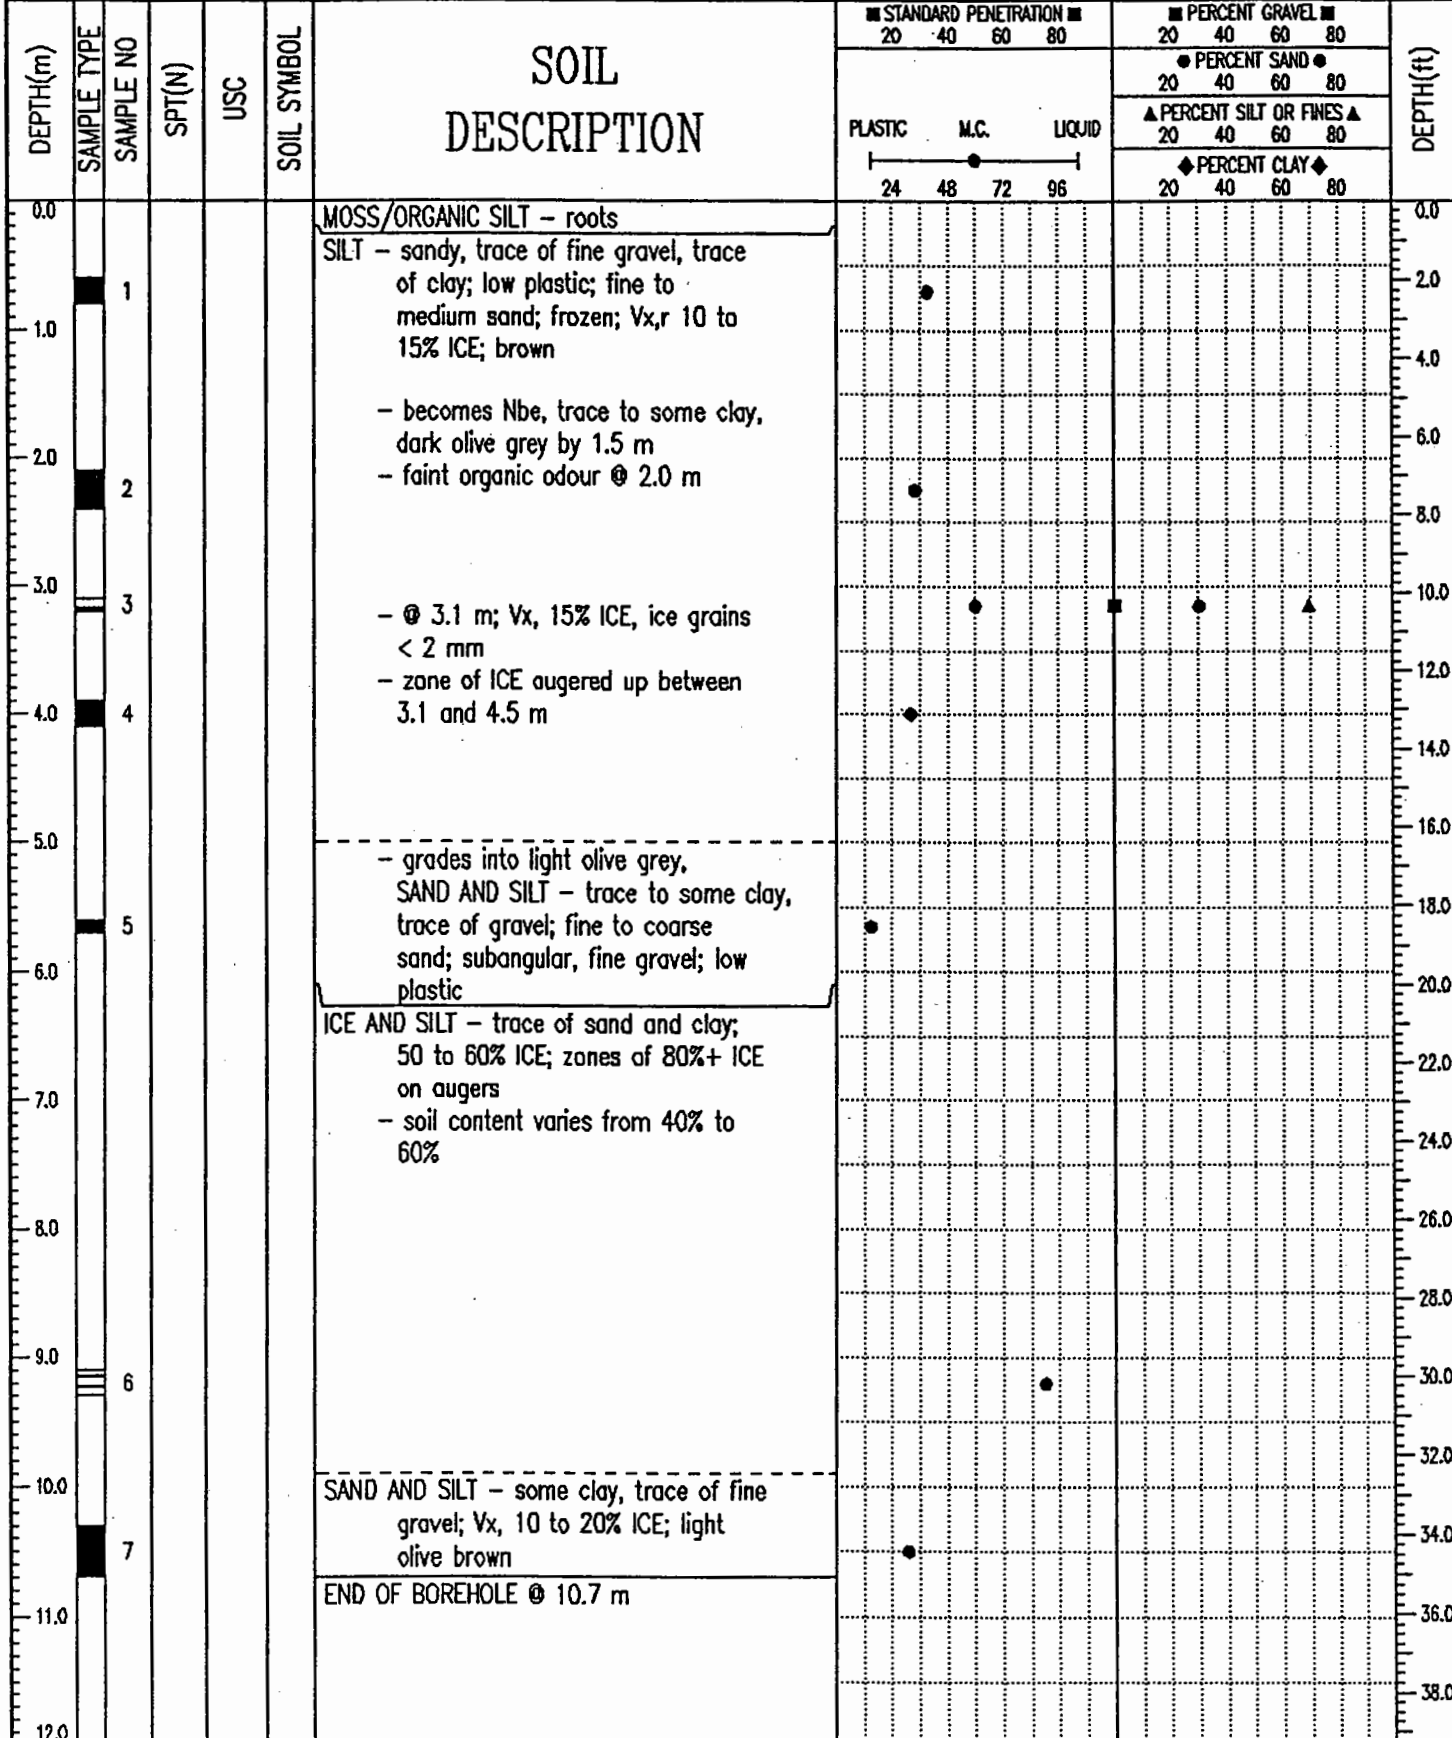 DEPTH(m)
SAMPLE TYPE
SAMPLE NO
SPT(N)
USC
SOIL SYMBOL
SOIL
DESCRIPTION
■ STANDARD PENETRATION ■
20 40 60 80
PLASTIC M.C. LIQUID
24 48 72 96
■ PERCENT GRAVEL ■
20 40 60 80
● PERCENT SAND ●
20 40 60 80
▲ PERCENT SILT OR FINES ▲
20 40 60 80
◆ PERCENT CLAY ◆
20 40 60 80
DEPTH(ft)
0.0
1.0
2.0
3.0
4.0
5.0
6.0
7.0
8.0
9.0
10.0
11.0
12.0
1
2
3
4
5
6
7
MOSS/ORGANIC SILT – roots
SILT – sandy, trace of fine gravel, trace
of clay; low plastic; fine to
medium sand; frozen; Vx,r 10 to
15% ICE; brown
– becomes Nbe, trace to some clay,
dark olive grey by 1.5 m
– faint organic odour @ 2.0 m
– @ 3.1 m; Vx, 15% ICE, ice grains
< 2 mm
– zone of ICE augered up between
3.1 and 4.5 m
– grades into light olive grey,
SAND AND SILT – trace to some clay,
trace of gravel; fine to coarse
sand; subangular, fine gravel; low
plastic
ICE AND SILT – trace of sand and clay;
50 to 60% ICE; zones of 80%+ ICE
on augers
– soil content varies from 40% to
60%
SAND AND SILT – some clay, trace of fine
gravel; Vx, 10 to 20% ICE; light
olive brown
END OF BOREHOLE @ 10.7 m
0.0
2.0
4.0
6.0
8.0
10.0
12.0
14.0
16.0
18.0
20.0
22.0
24.0
26.0
28.0
30.0
32.0
34.0
36.0
38.0